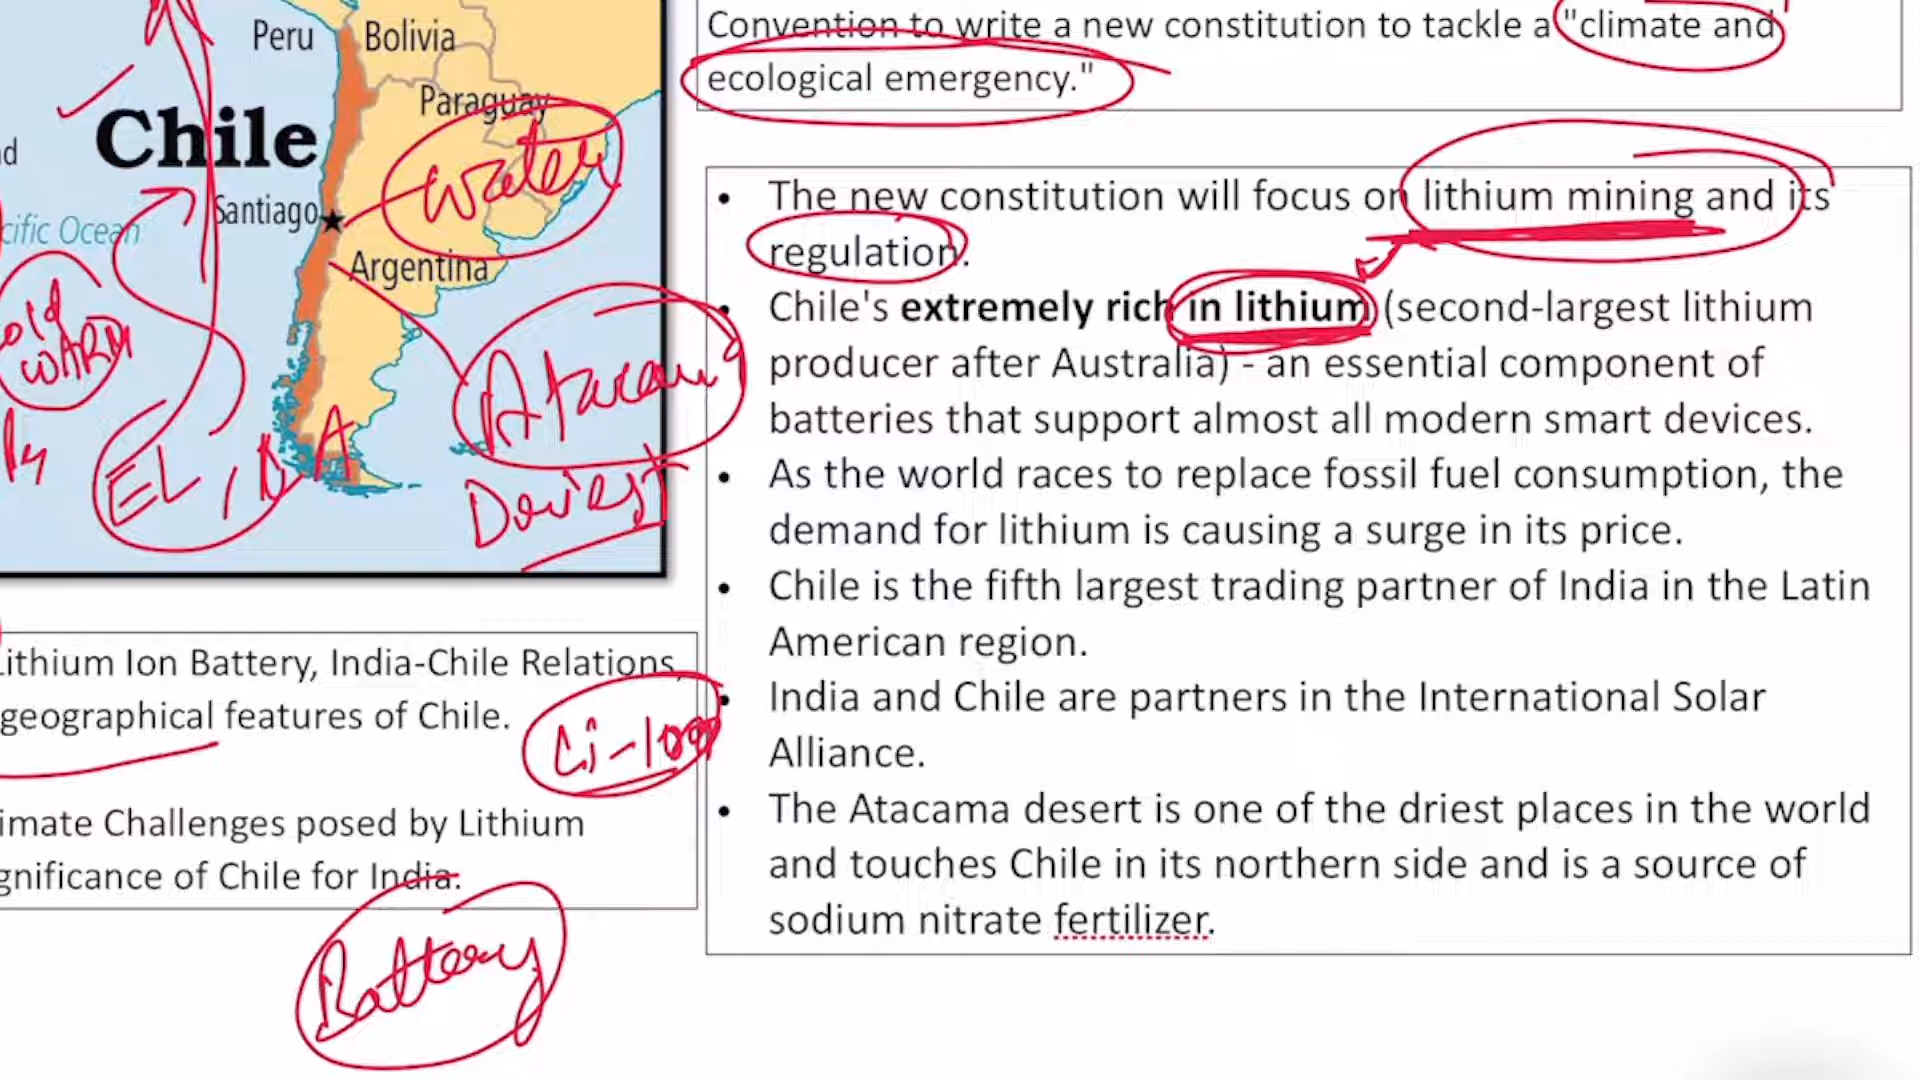 Peru
Bolivia
Paraguay
Chile
Santiago
cific Ocean
Argentina
water
WARM
EL
Driest
Convention to write a new constitution to tackle a "climate and
ecological emergency."
• The new constitution will focus on lithium mining and its
regulation.
• Chile's extremely rich in lithium (second-largest lithium
producer after Australia) - an essential component of
batteries that support almost all modern smart devices.
• As the world races to replace fossil fuel consumption, the
demand for lithium is causing a surge in its price.
• Chile is the fifth largest trading partner of India in the Latin
American region.
• India and Chile are partners in the International Solar
Alliance.
• The Atacama desert is one of the driest places in the world
and touches Chile in its northern side and is a source of
sodium nitrate fertilizer.
Lithium Ion Battery, India-Chile Relations,
geographical features of Chile.
Li-Ion
imate Challenges posed by Lithium
gnificance of Chile for India.
Battery